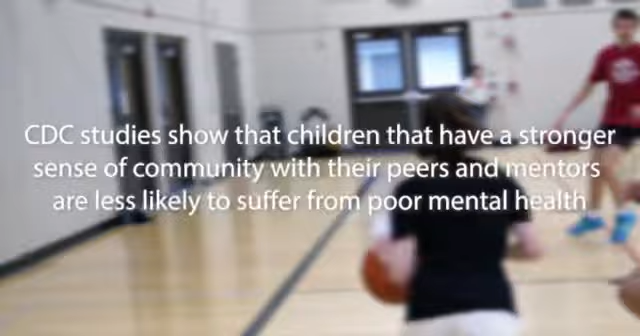 CDC studies show that children that have a stronger
sense of community with their peers and mentors
are less likely to suffer from poor mental health